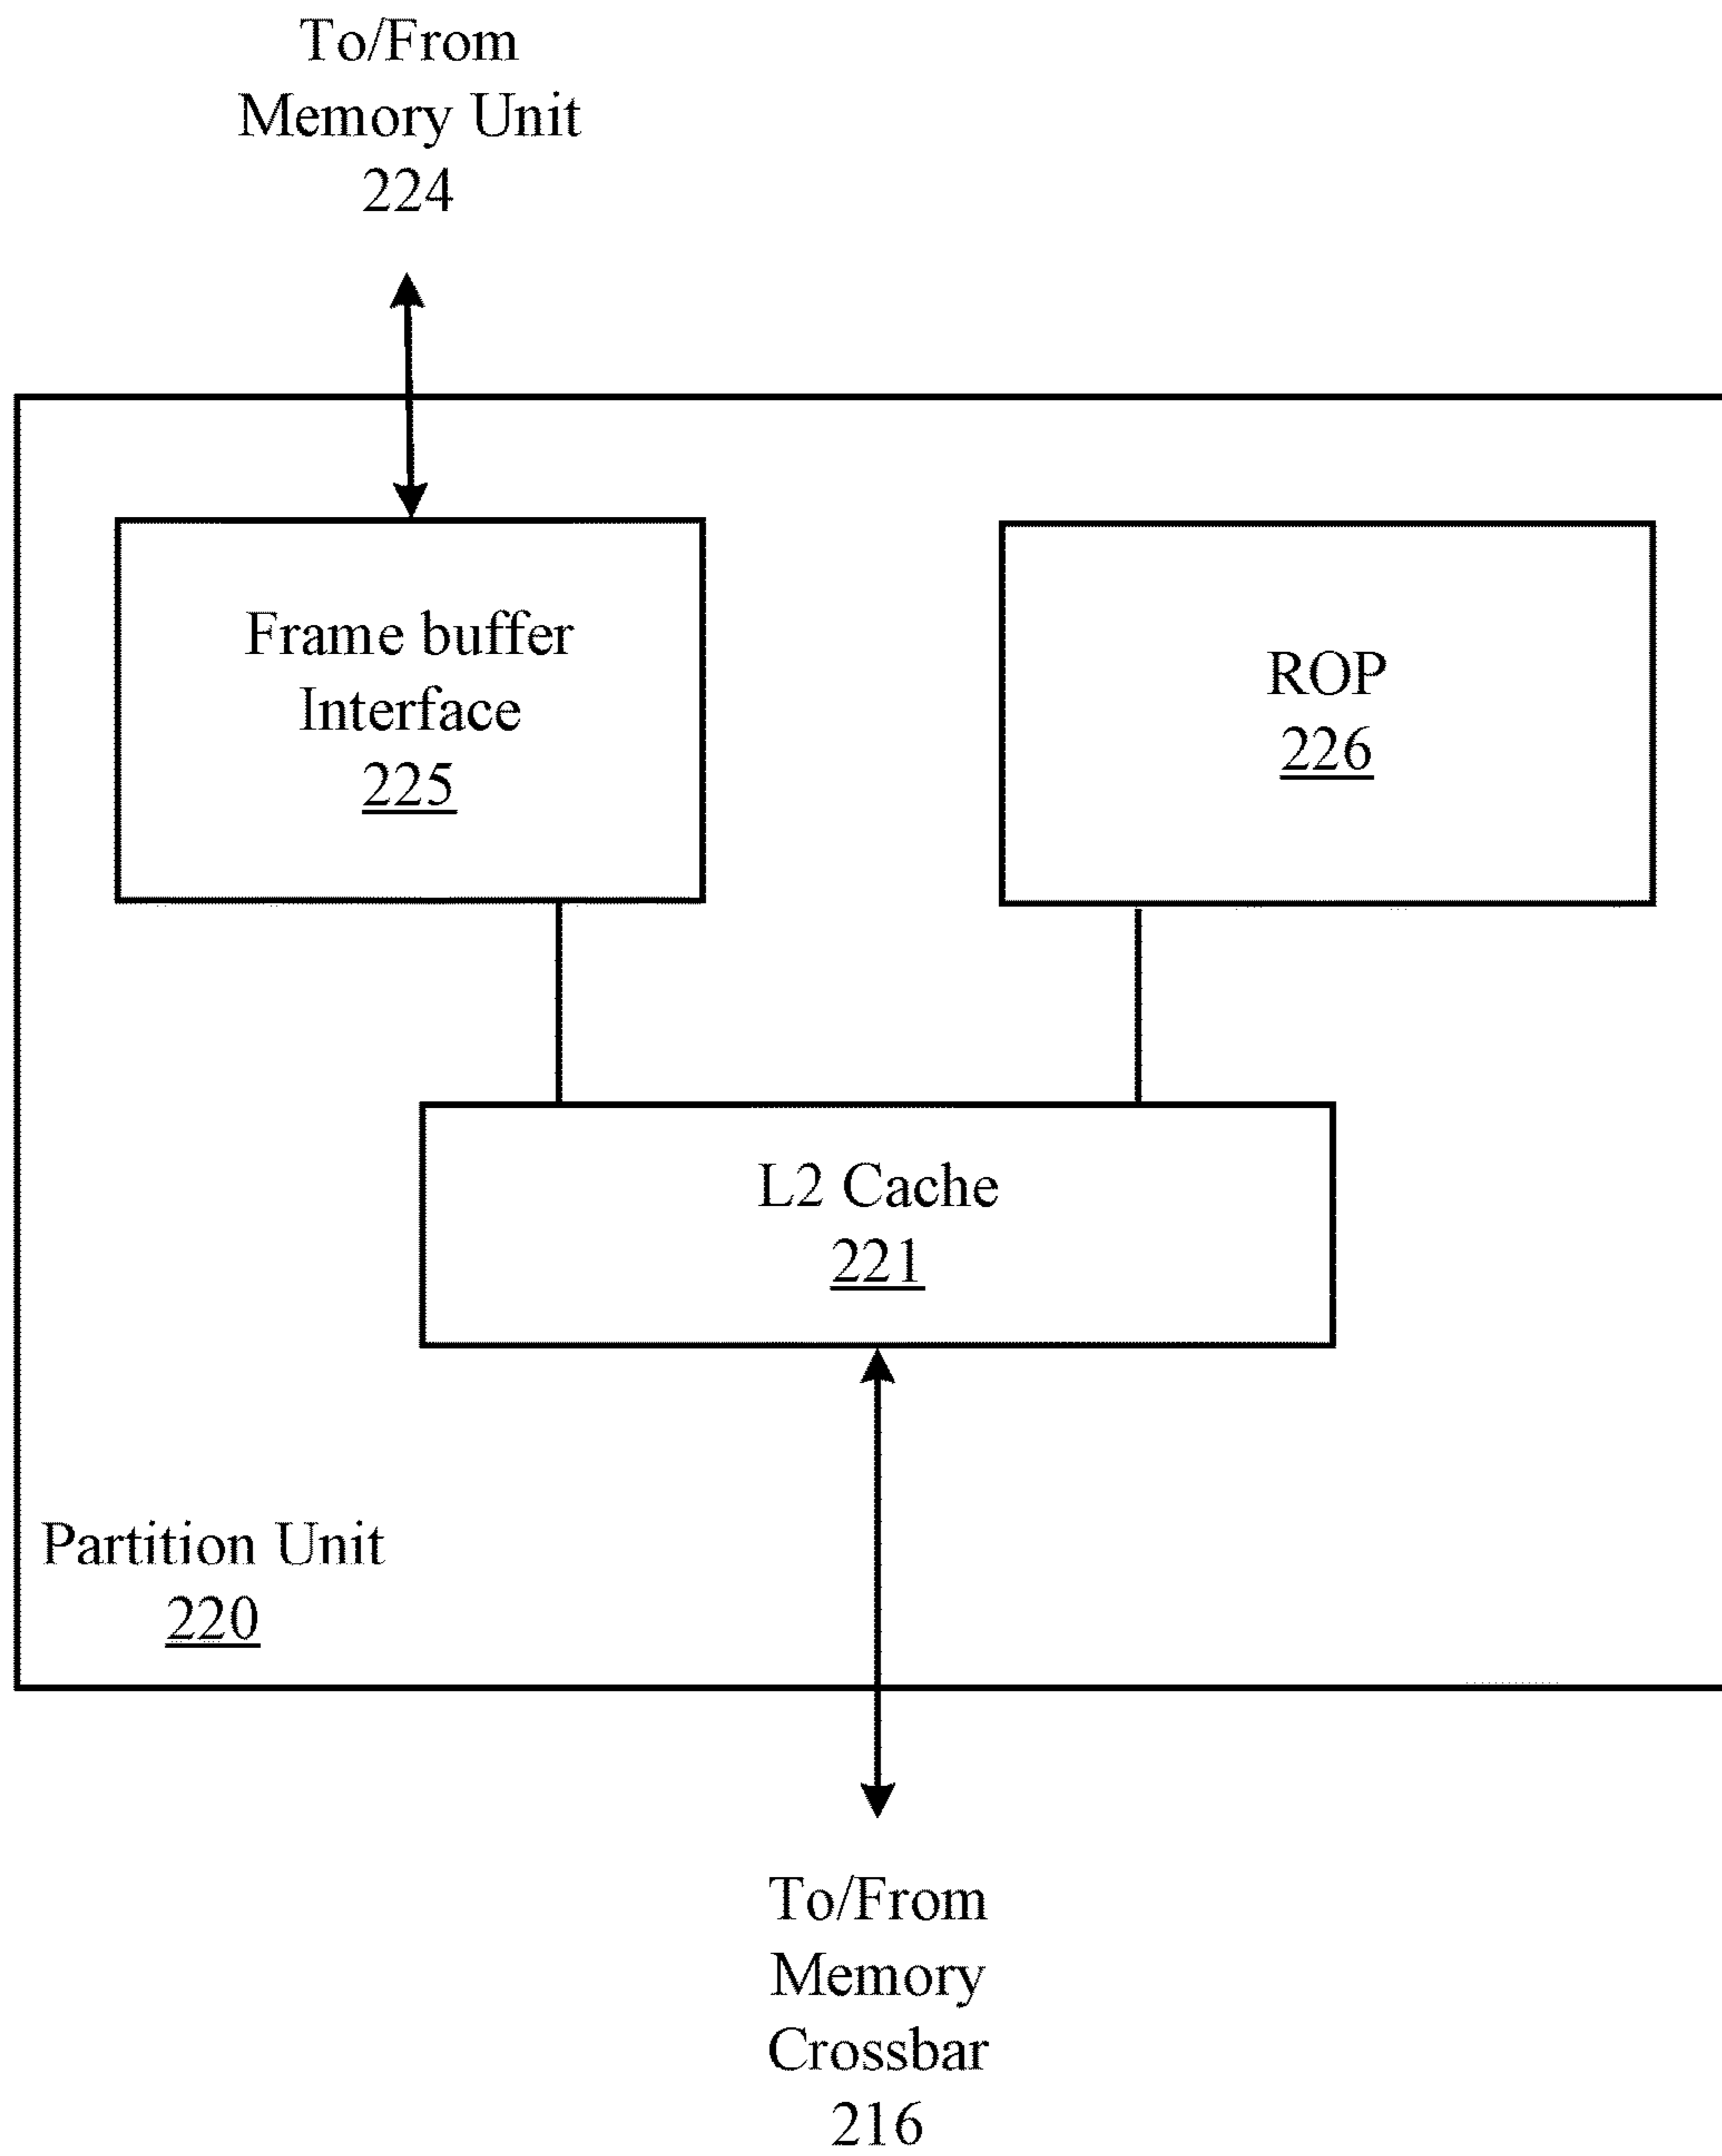 To/From
Memory Unit
224
Frame buffer
Interface
225
ROP
226
L2 Cache
221
Partition Unit
220
To/From
Memory
Crossbar
216